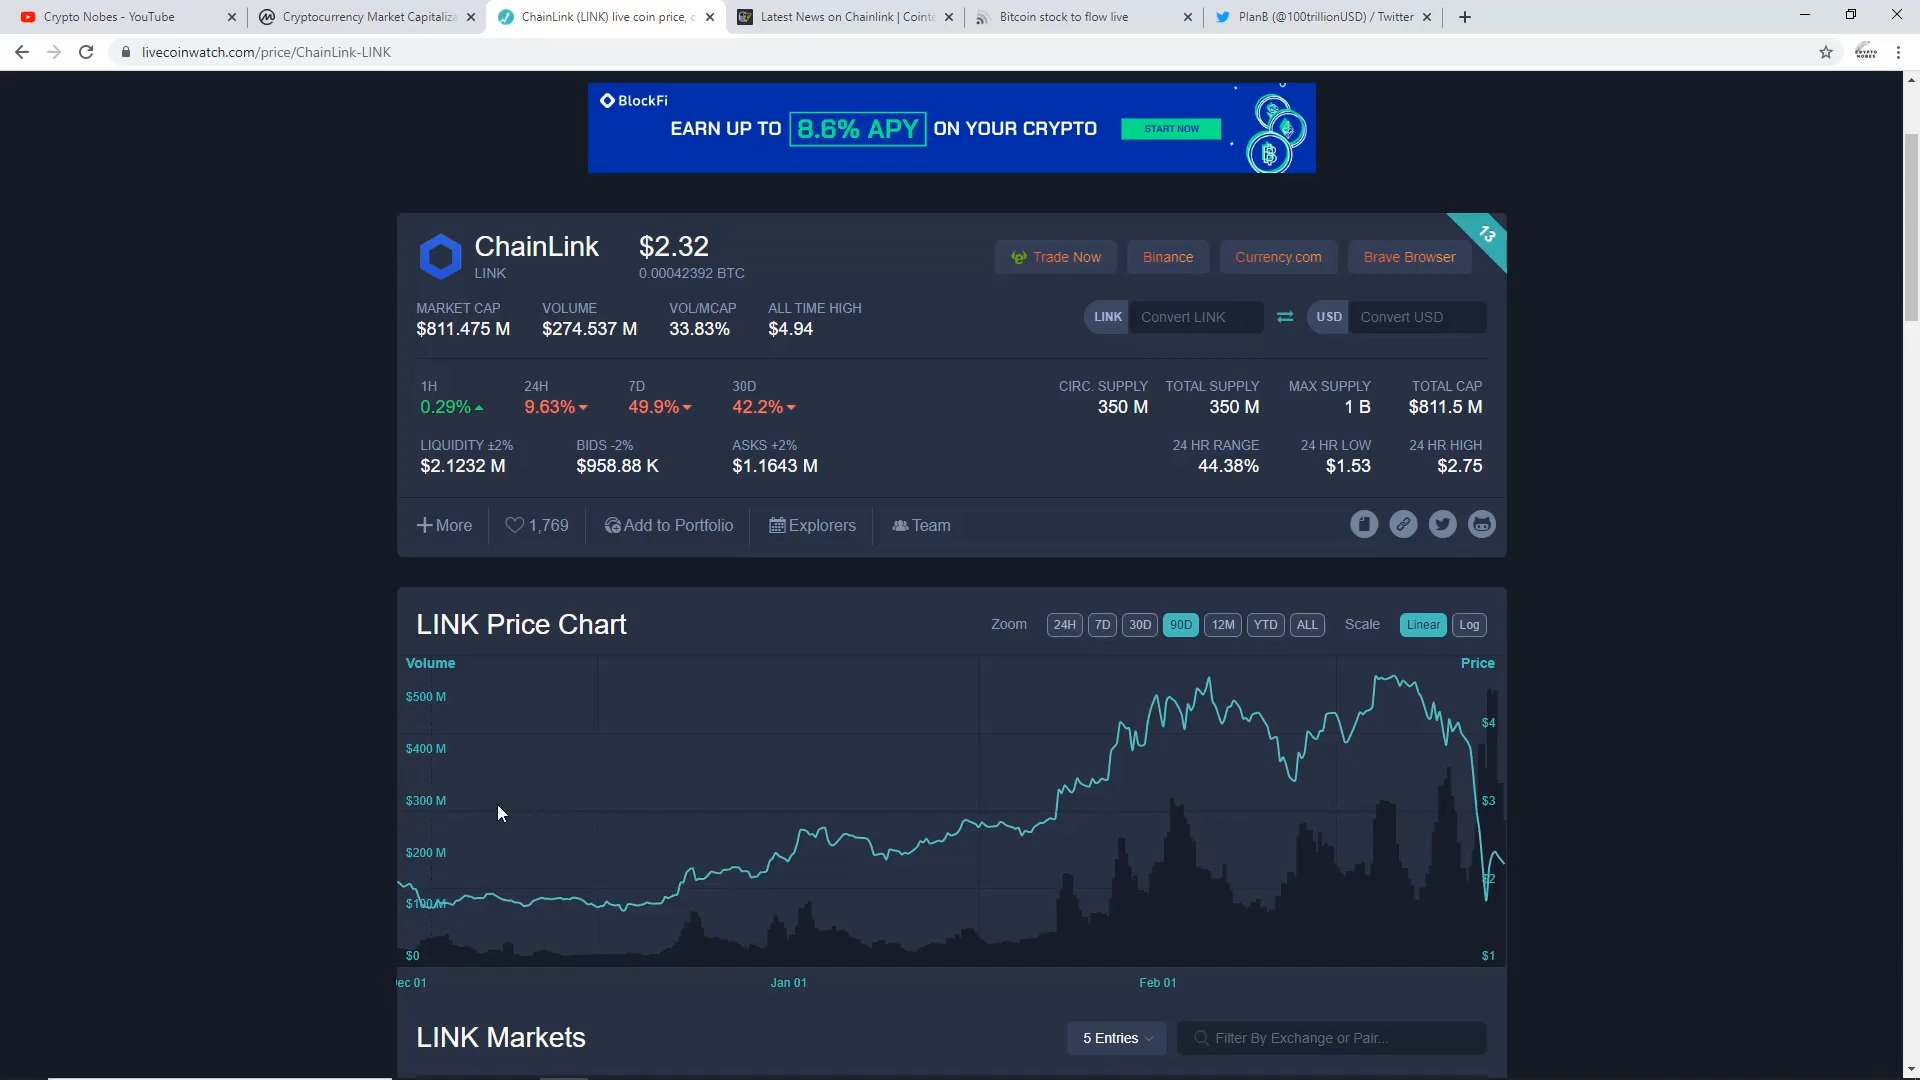 Crypto Nobes - YouTube
Cryptocurrency Market Capitaliza
ChainLink (LINK) live coin price, c
Latest News on Chainlink | Cointe
Bitcoin stock to flow live
PlanB (@100trillionUSD) / Twitter
livecoinwatch.com/price/ChainLink-LINK
CRYPTO NOBES
BlockFi
EARN UP TO 8.6% APY ON YOUR CRYPTO
START NOW
13
ChainLink $2.32
LINK 0.00042392 BTC
Trade Now Binance Currency.com Brave Browser
MARKET CAP VOLUME VOL/MCAP ALL TIME HIGH
$811.475 M $274.537 M 33.83% $4.94
LINK Convert LINK USD Convert USD
1H 24H 7D 30D
0.29% 9.63% 49.9% 42.2%
CIRC. SUPPLY TOTAL SUPPLY MAX SUPPLY TOTAL CAP
350 M 350 M 1 B $811.5 M
LIQUIDITY ±2% BIDS -2% ASKS +2%
$2.1232 M $958.88 K $1.1643 M
24 HR RANGE 24 HR LOW 24 HR HIGH
44.38% $1.53 $2.75
More 1,769 Add to Portfolio Explorers Team
LINK Price Chart
Zoom 24H 7D 30D 90D 12M YTD ALL Scale Linear Log
Volume Price
$500 M
$400 M
$300 M
$200 M
$100 M
$0
$4
$3
$2
$1
ec 01 Jan 01 Feb 01
LINK Markets
5 Entries Filter By Exchange or Pair...